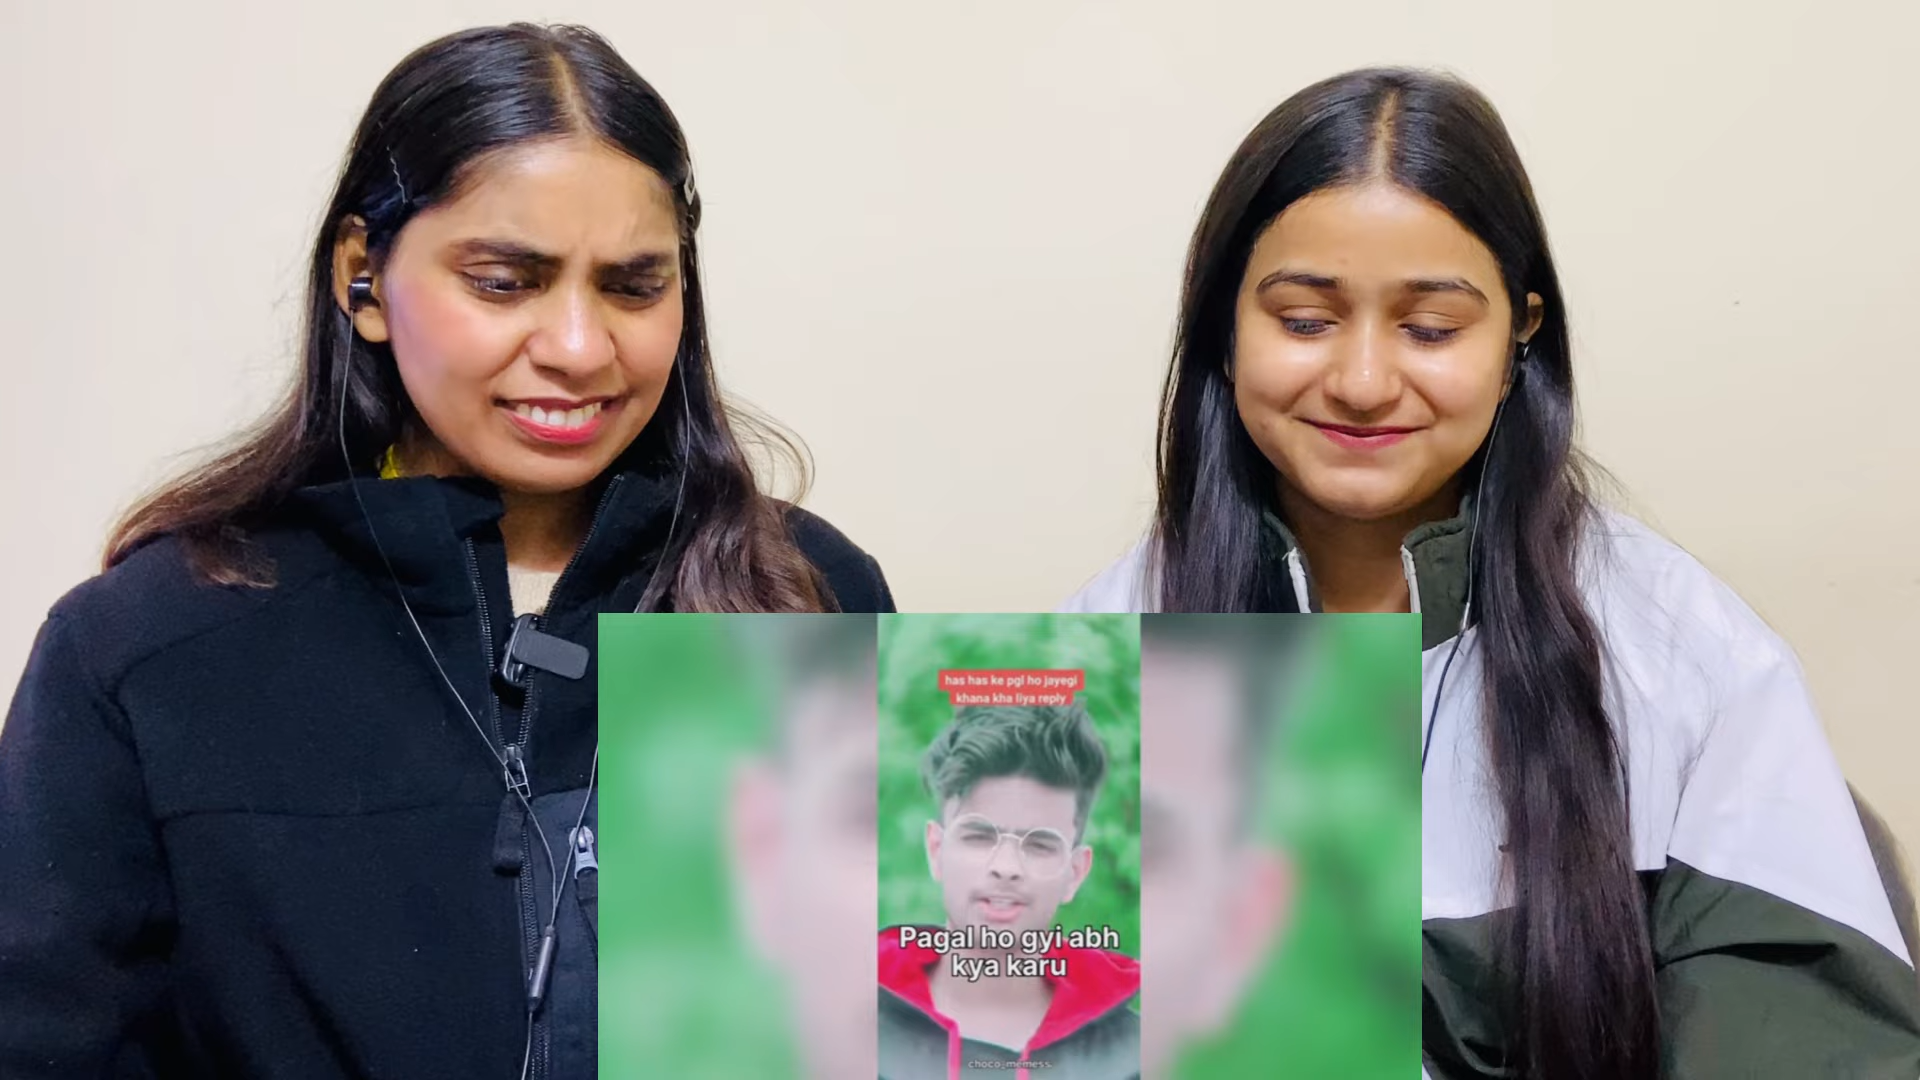 has has ke pgl ho jayegi
khana kha liya reply
Pagal ho gyi abh
kya karu
choco_memess